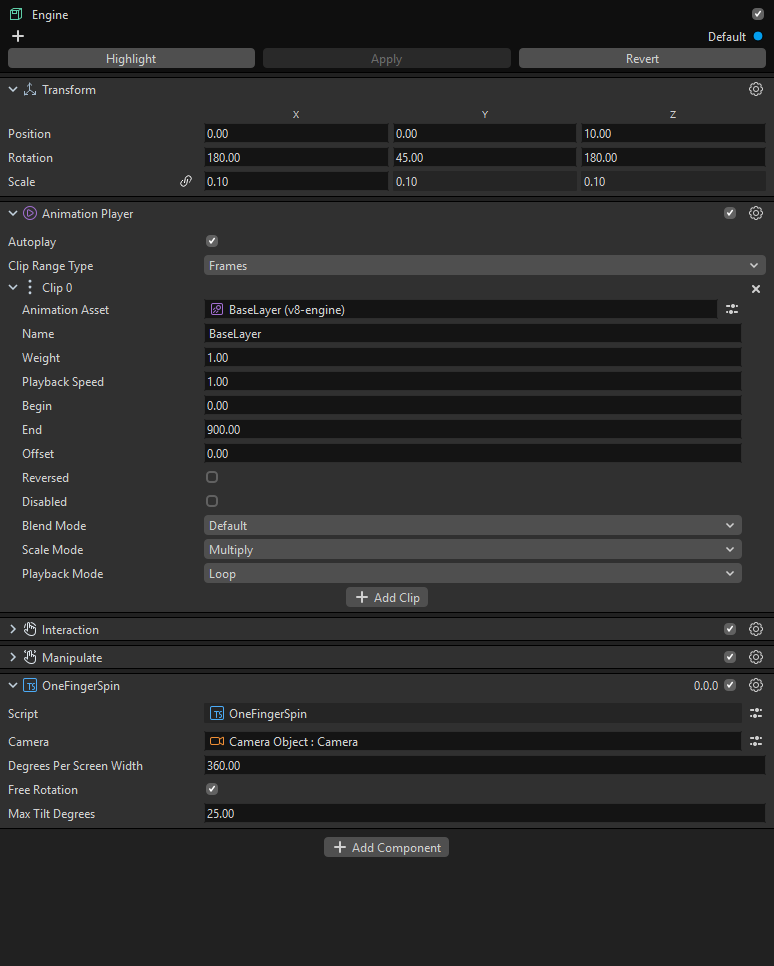 Engine
Default
Highlight Apply Revert
Transform
X Y Z
Position 0.00 0.00 10.00
Rotation 180.00 45.00 180.00
Scale 0.10 0.10 0.10
Animation Player
Autoplay
Clip Range Type Frames
Clip 0
Animation Asset BaseLayer (v8-engine)
Name BaseLayer
Weight 1.00
Playback Speed 1.00
Begin 0.00
End 900.00
Offset 0.00
Reversed
Disabled
Blend Mode Default
Scale Mode Multiply
Playback Mode Loop
Add Clip
Interaction
Manipulate
TS OneFingerSpin 0.0.0
Script TS OneFingerSpin
Camera Camera Object : Camera
Degrees Per Screen Width 360.00
Free Rotation
Max Tilt Degrees 25.00
Add Component